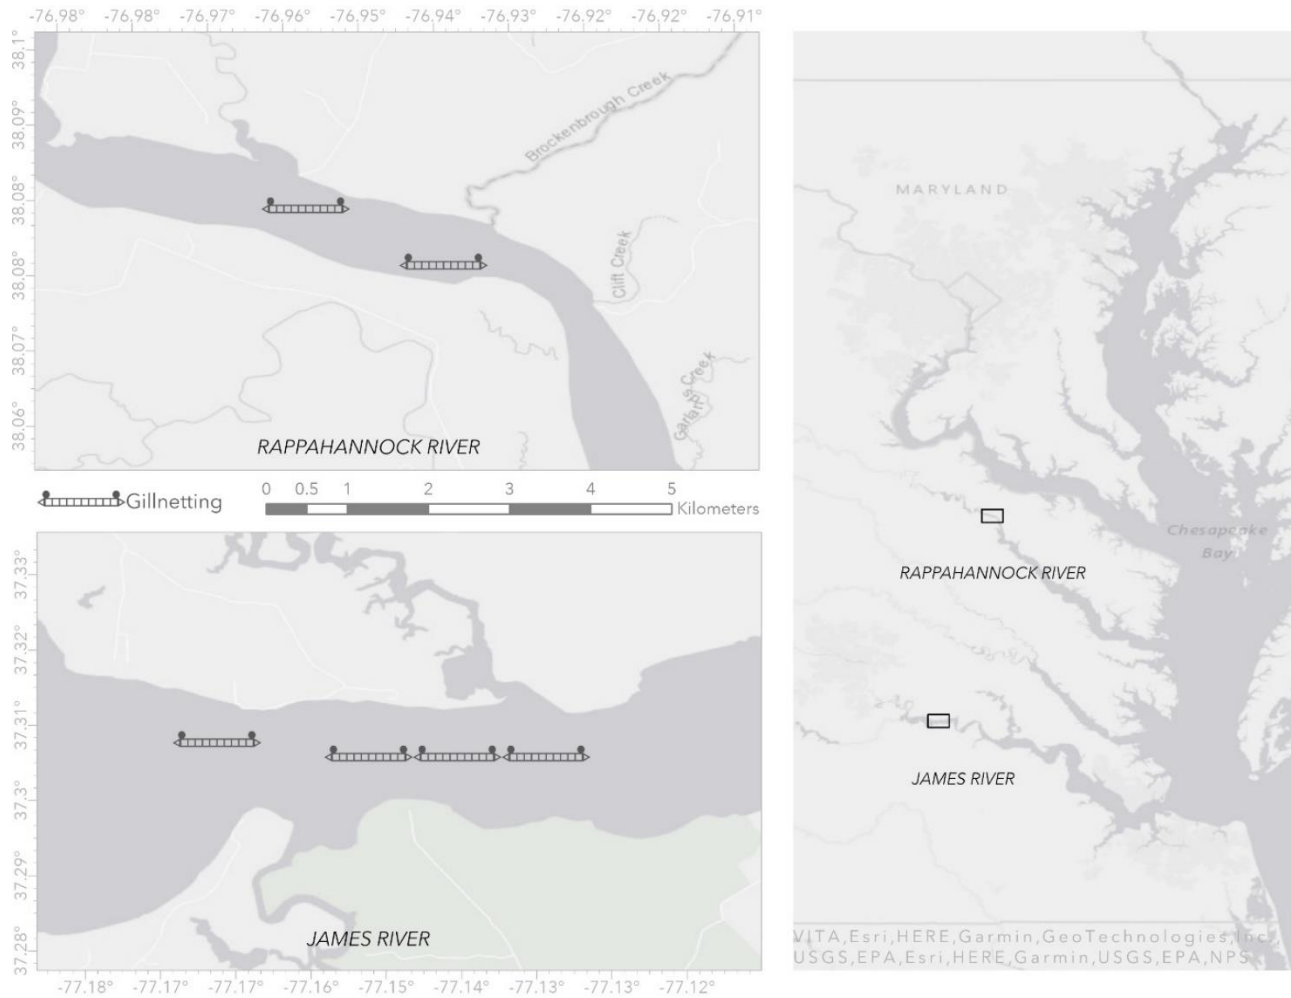 -76.98° -76.98° -76.97° -76.96° -76.95° -76.94° -76.93° -76.92° -76.92° -76.91°
38.1°
38.09°
38.08°
38.08°
38.07°
38.06°
Brockenbrough Creek
Clift Creek
Garlands Creek
RAPPAHANNOCK RIVER
Gillnetting
0 0.5 1 2 3 4 5
Kilometers
37.33°
37.32°
37.31°
37.3°
37.29°
37.28°
JAMES RIVER
-77.18° -77.17° -77.17° -77.16° -77.15° -77.14° -77.13° -77.13° -77.12°
MARYLAND
Chesapeake
Bay
RAPPAHANNOCK RIVER
JAMES RIVER
VITA,Esri,HERE,Garmin,GeoTechnologies,Inc.,
USGS,EPA,Esri,HERE,Garmin,USGS,EPA,NPS